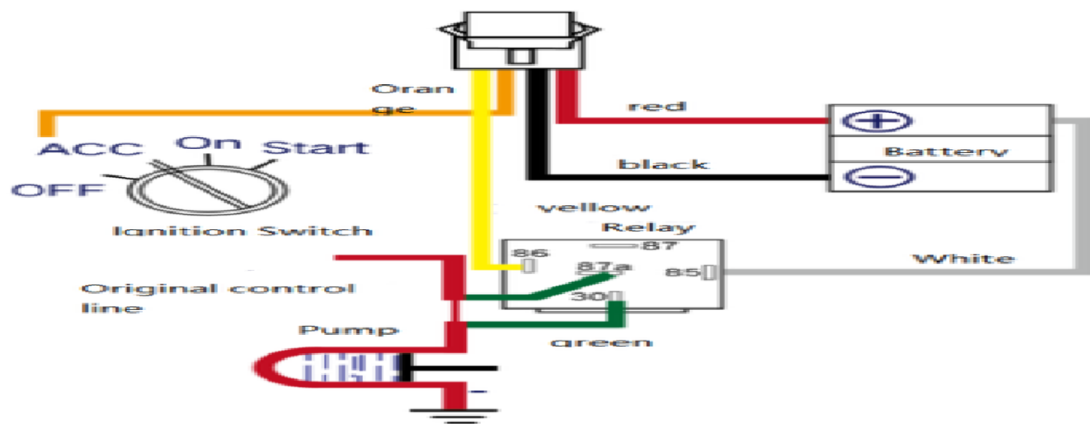 Oran
ge
red
ACC
On
Start
OFF
Battery
black
yellow
Ignition Switch
Relay
86
87
87a
85
White
Original control
line
30
Pump
green